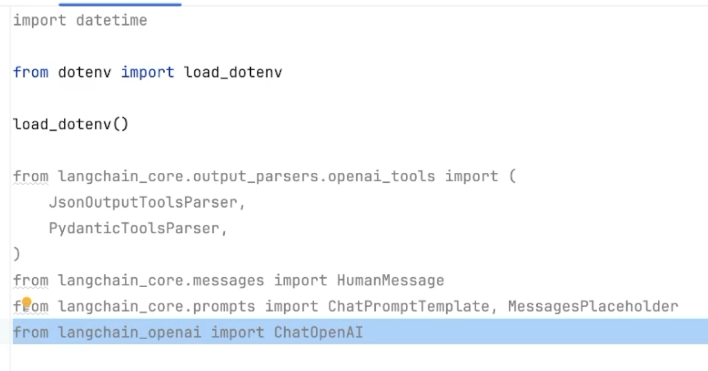 import datetime
from dotenv import load_dotenv
load_dotenv()
from langchain_core.output_parsers.openai_tools import (
    JsonOutputToolsParser,
    PydanticToolsParser,
)
from langchain_core.messages import HumanMessage
from langchain_core.prompts import ChatPromptTemplate, MessagesPlaceholder
from langchain_openai import ChatOpenAI